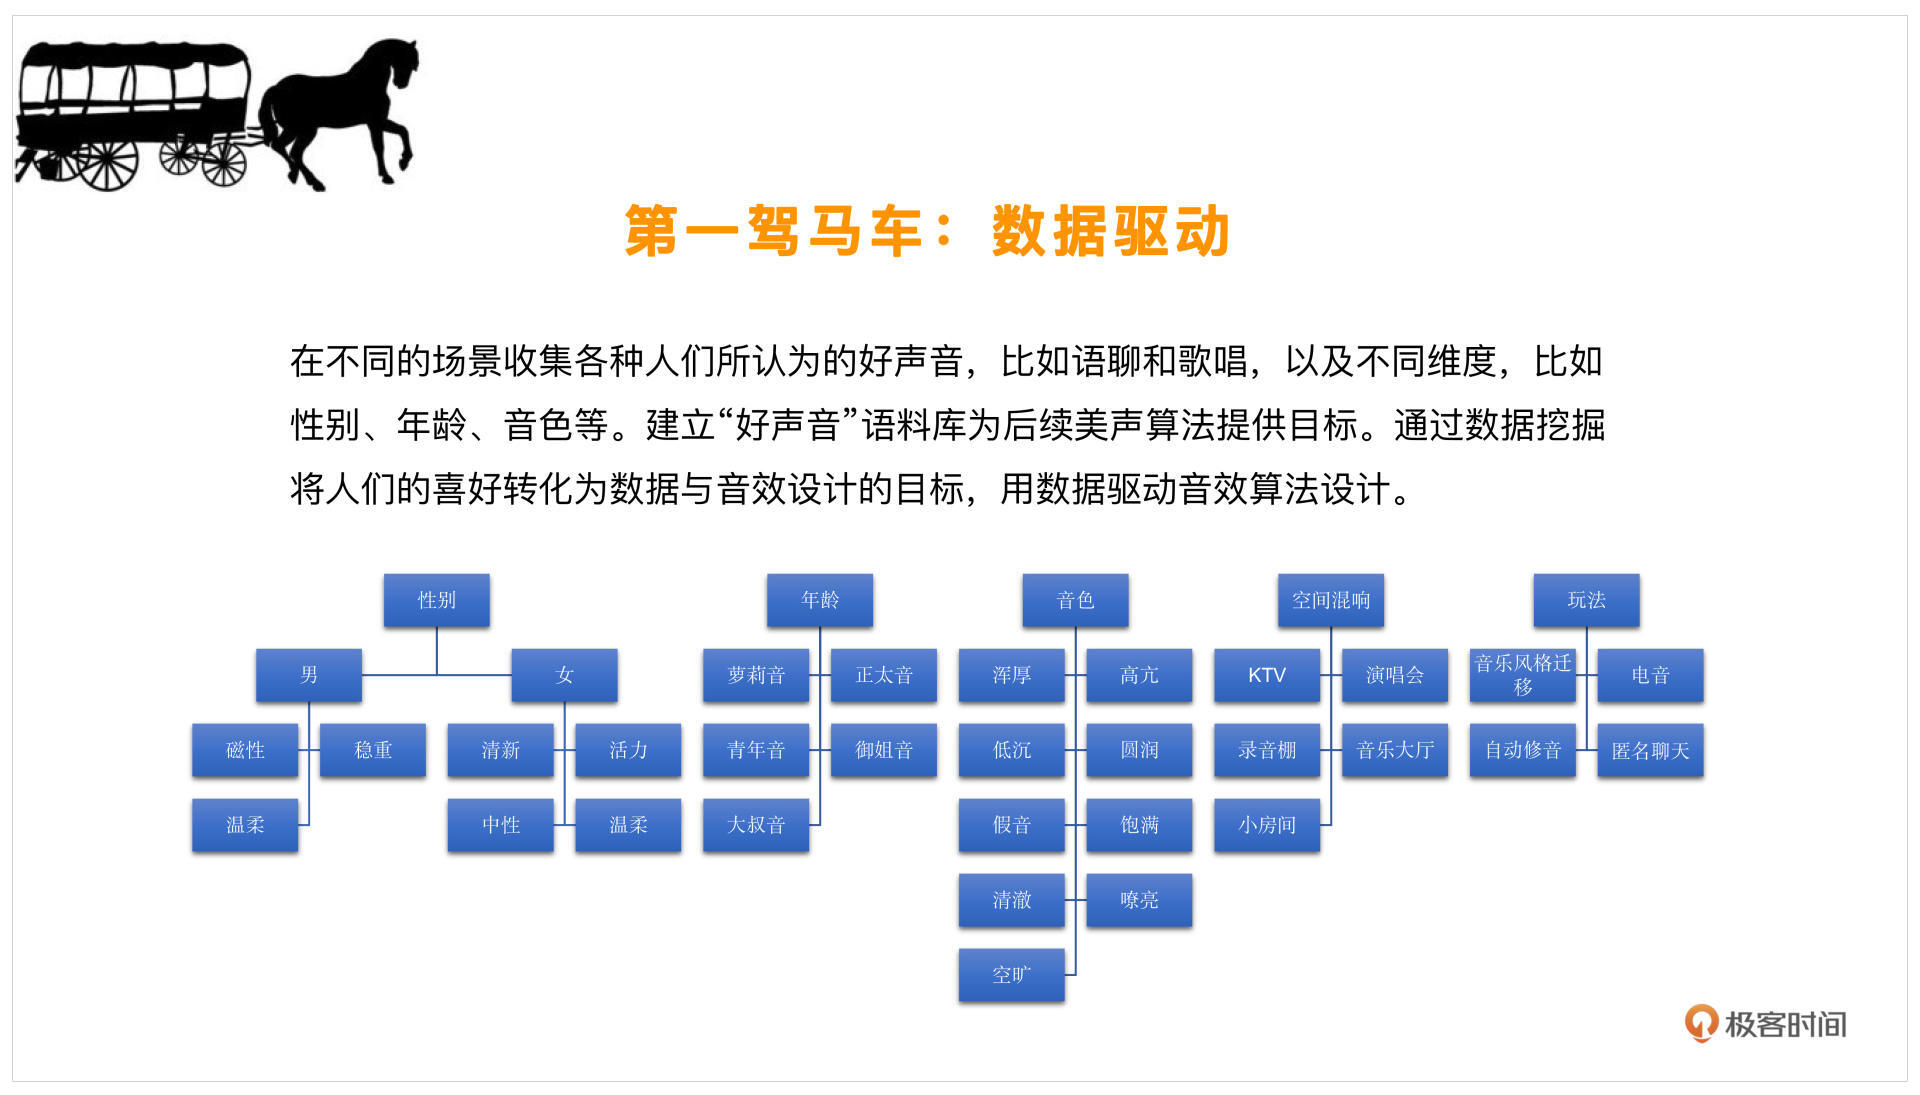 第一驾马车：数据驱动
在不同的场景收集各种人们所认为的好声音，比如语聊和歌唱，以及不同维度，比如
性别、年龄、音色等。建立“好声音”语料库为后续美声算法提供目标。通过数据挖掘
将人们的喜好转化为数据与音效设计的目标，用数据驱动音效算法设计。
性别
男
女
磁性
稳重
温柔
清新
活力
中性
温柔
年龄
萝莉音
正太音
青年音
御姐音
大叔音
音色
浑厚
高亢
低沉
圆润
假音
饱满
清澈
嘹亮
空旷
空间混响
KTV
演唱会
录音棚
音乐大厅
小房间
玩法
音乐风格迁
移
电音
自动修音
匿名聊天
极客时间